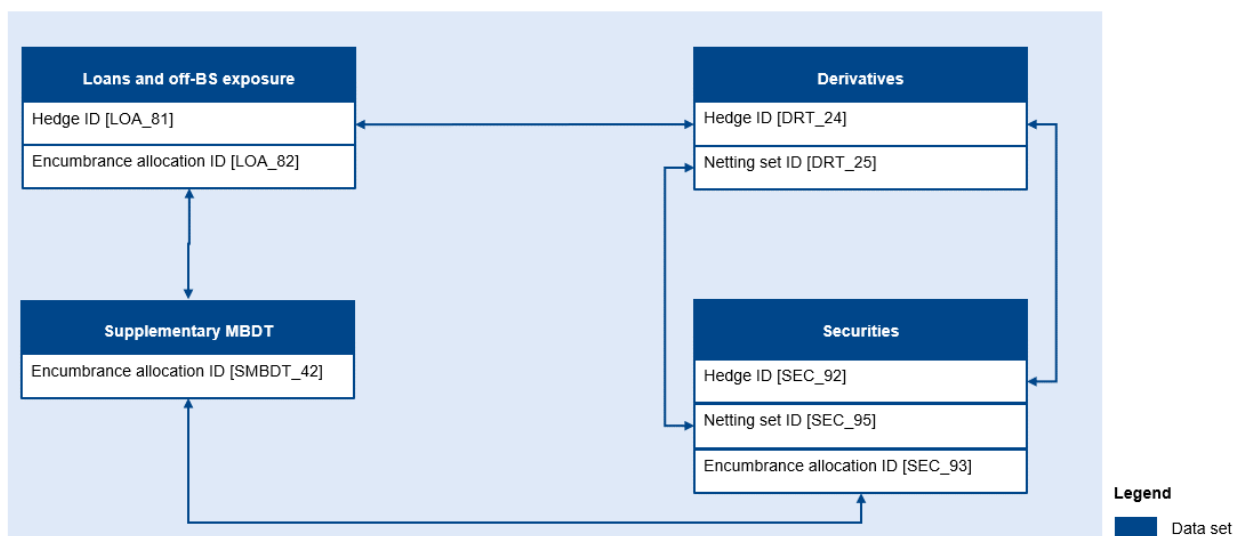 Loans and off-BS exposure
Hedge ID [LOA_81]
Encumbrance allocation ID [LOA_82]
Derivatives
Hedge ID [DRT_24]
Netting set ID [DRT_25]
Supplementary MBDT
Encumbrance allocation ID [SMBDT_42]
Securities
Hedge ID [SEC_92]
Netting set ID [SEC_95]
Encumbrance allocation ID [SEC_93]
Legend
Data set